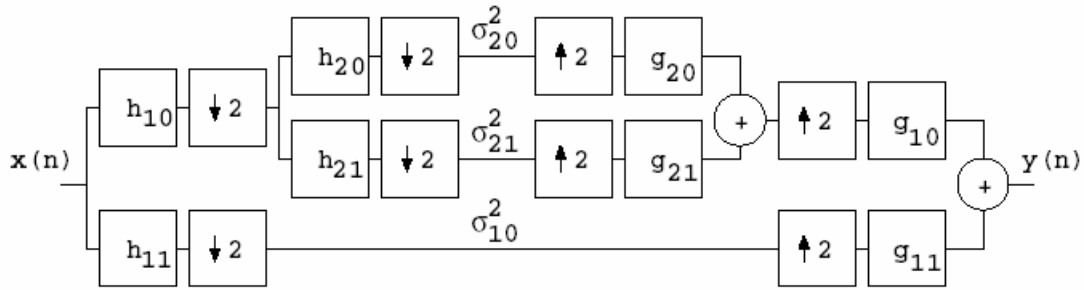 h₂₀ ↓ 2 σ²₂₀ ↑ 2 g₂₀
h₁₀ ↓ 2 + ↑ 2 g₁₀
h₂₁ ↓ 2 σ²₂₁ ↑ 2 g₂₁
x(n) + y(n)
h₁₁ ↓ 2 σ²₁₀ ↑ 2 g₁₁